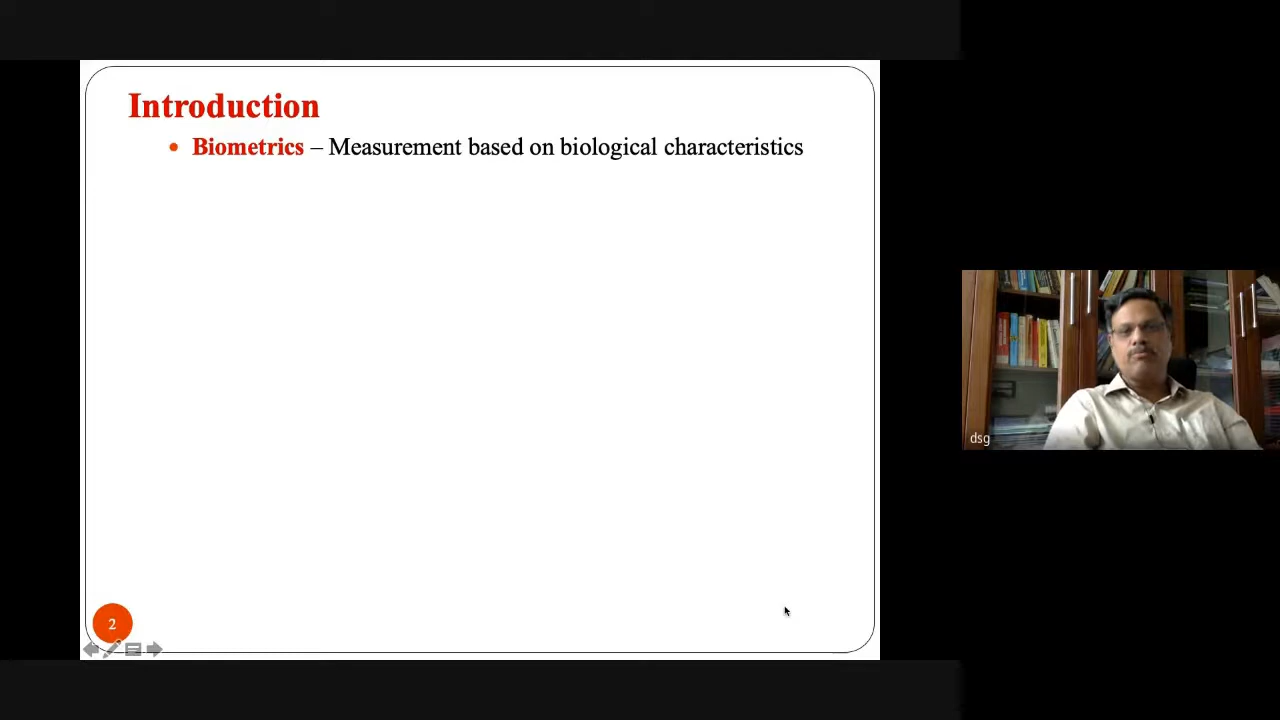 Introduction
• Biometrics – Measurement based on biological characteristics
2
dsg